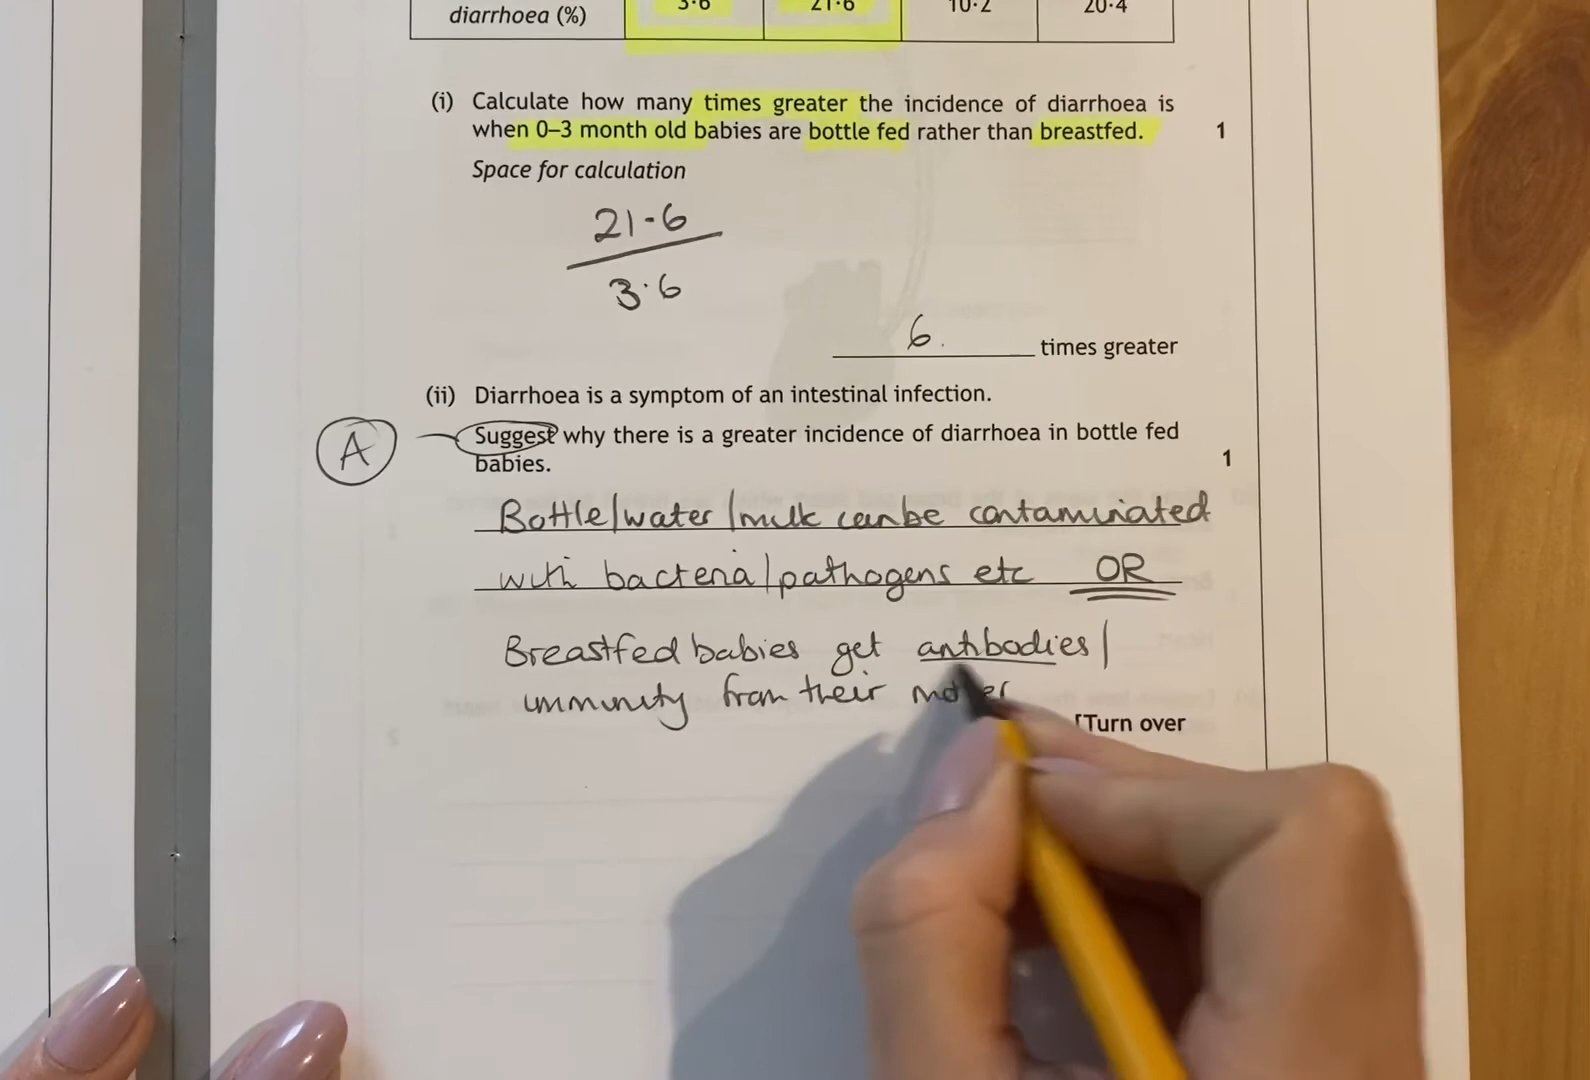 diarrhoea (%) 3·6 21·6 10·2 20·4
(i) Calculate how many times greater the incidence of diarrhoea is
when 0–3 month old babies are bottle fed rather than breastfed. 1
Space for calculation
21·6
3·6
6.
times greater
(ii) Diarrhoea is a symptom of an intestinal infection.
A
Suggest why there is a greater incidence of diarrhoea in bottle fed
babies. 1
Bottle/water/milk can be contaminated
with bacteria/pathogens etc OR
Breastfed babies get antibodies/
immunity from their
[Turn over